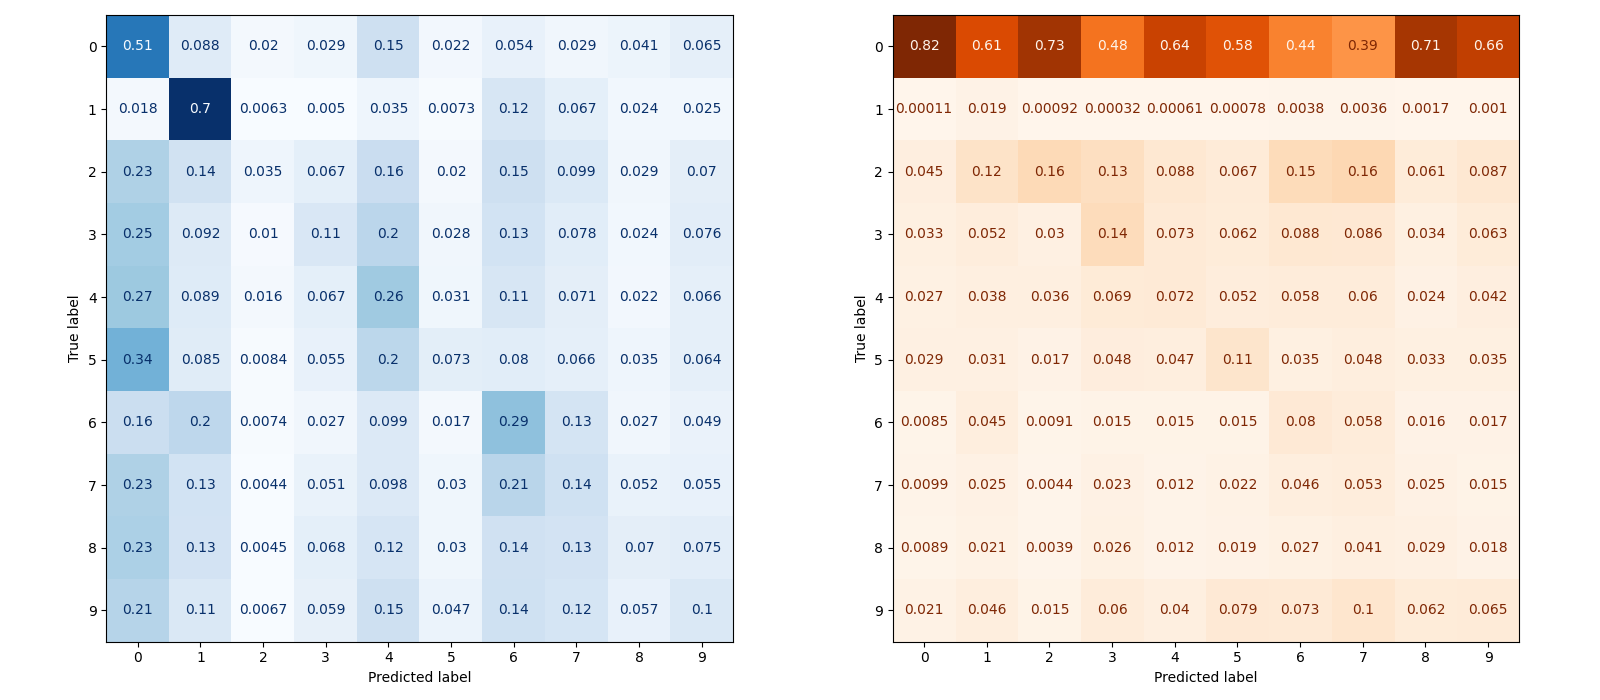 0 0.51 0.088 0.02 0.029 0.15 0.022 0.054 0.029 0.041 0.065
1 0.018 0.7 0.0063 0.005 0.035 0.0073 0.12 0.067 0.024 0.025
2 0.23 0.14 0.035 0.067 0.16 0.02 0.15 0.099 0.029 0.07
3 0.25 0.092 0.01 0.11 0.2 0.028 0.13 0.078 0.024 0.076
4 0.27 0.089 0.016 0.067 0.26 0.031 0.11 0.071 0.022 0.066
5 0.34 0.085 0.0084 0.055 0.2 0.073 0.08 0.066 0.035 0.064
6 0.16 0.2 0.0074 0.027 0.099 0.017 0.29 0.13 0.027 0.049
7 0.23 0.13 0.0044 0.051 0.098 0.03 0.21 0.14 0.052 0.055
8 0.23 0.13 0.0045 0.068 0.12 0.03 0.14 0.13 0.07 0.075
9 0.21 0.11 0.0067 0.059 0.15 0.047 0.14 0.12 0.057 0.1
0 1 2 3 4 5 6 7 8 9
Predicted label
True label
0 0.82 0.61 0.73 0.48 0.64 0.58 0.44 0.39 0.71 0.66
1 0.00011 0.019 0.00092 0.00032 0.00061 0.00078 0.0038 0.0036 0.0017 0.001
2 0.045 0.12 0.16 0.13 0.088 0.067 0.15 0.16 0.061 0.087
3 0.033 0.052 0.03 0.14 0.073 0.062 0.088 0.086 0.034 0.063
4 0.027 0.038 0.036 0.069 0.072 0.052 0.058 0.06 0.024 0.042
5 0.029 0.031 0.017 0.048 0.047 0.11 0.035 0.048 0.033 0.035
6 0.0085 0.045 0.0091 0.015 0.015 0.015 0.08 0.058 0.016 0.017
7 0.0099 0.025 0.0044 0.023 0.012 0.022 0.046 0.053 0.025 0.015
8 0.0089 0.021 0.0039 0.026 0.012 0.019 0.027 0.041 0.029 0.018
9 0.021 0.046 0.015 0.06 0.04 0.079 0.073 0.1 0.062 0.065
0 1 2 3 4 5 6 7 8 9
Predicted label
True label